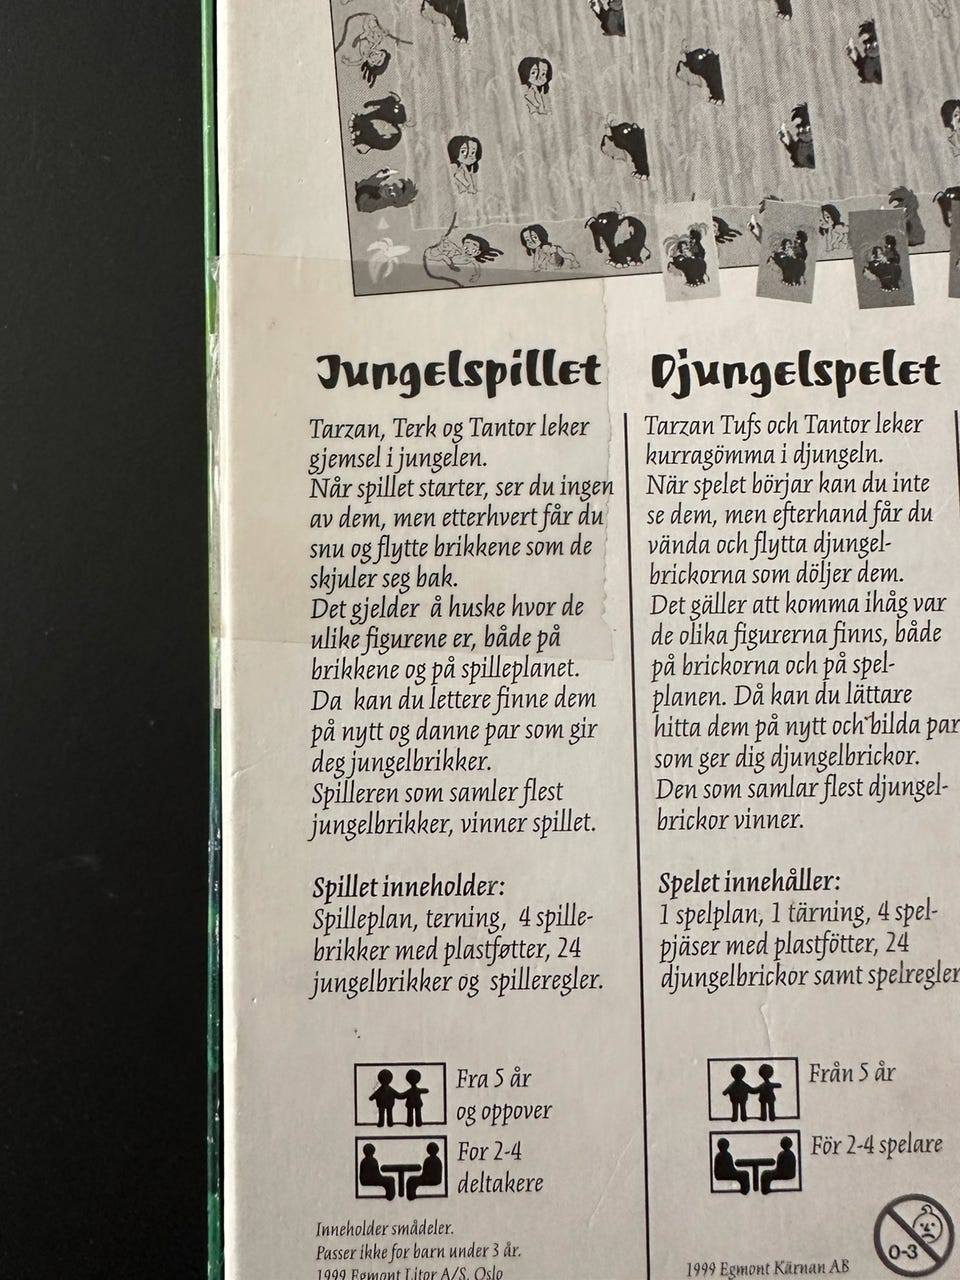 Jungelspillet
Tarzan, Terk og Tantor leker
gjemsel i jungelen.
Når spillet starter, ser du ingen
av dem, men etterhvert får du
snu og flytte brikkene som de
skjuler seg bak.
Det gjelder å huske hvor de
ulike figurene er, både på
brikkene og på spilleplanet.
Da kan du lettere finne dem
på nytt og danne par som gir
deg jungelbrikker.
Spilleren som samler flest
jungelbrikker, vinner spillet.
Spillet inneholder:
Spilleplan, terning, 4 spille-
brikker med plastføtter, 24
jungelbrikker og spilleregler.
Fra 5 år
og oppover
For 2-4
deltakere
Inneholder smådeler.
Passer ikke for barn under 3 år.
1999 Egmont Litor A/S, Oslo
Djungelspelet
Tarzan Tufs och Tantor leker
kurragömma i djungeln.
När spelet börjar kan du inte
se dem, men efterhand får du
vända och flytta djungel-
brickorna som döljer dem.
Det gäller att komma ihåg var
de olika figurerna finns, både
på brickorna och på spel-
planen. Då kan du lättare
hitta dem på nytt och bilda par
som ger dig djungelbrickor.
Den som samlar flest djungel-
brickor vinner.
Spelet innehåller:
1 spelplan, 1 tärning, 4 spel-
pjäser med plastfötter, 24
djungelbrickor samt spelregler
Från 5 år
För 2-4 spelare
0-3
1999 Egmont Kärnan AB